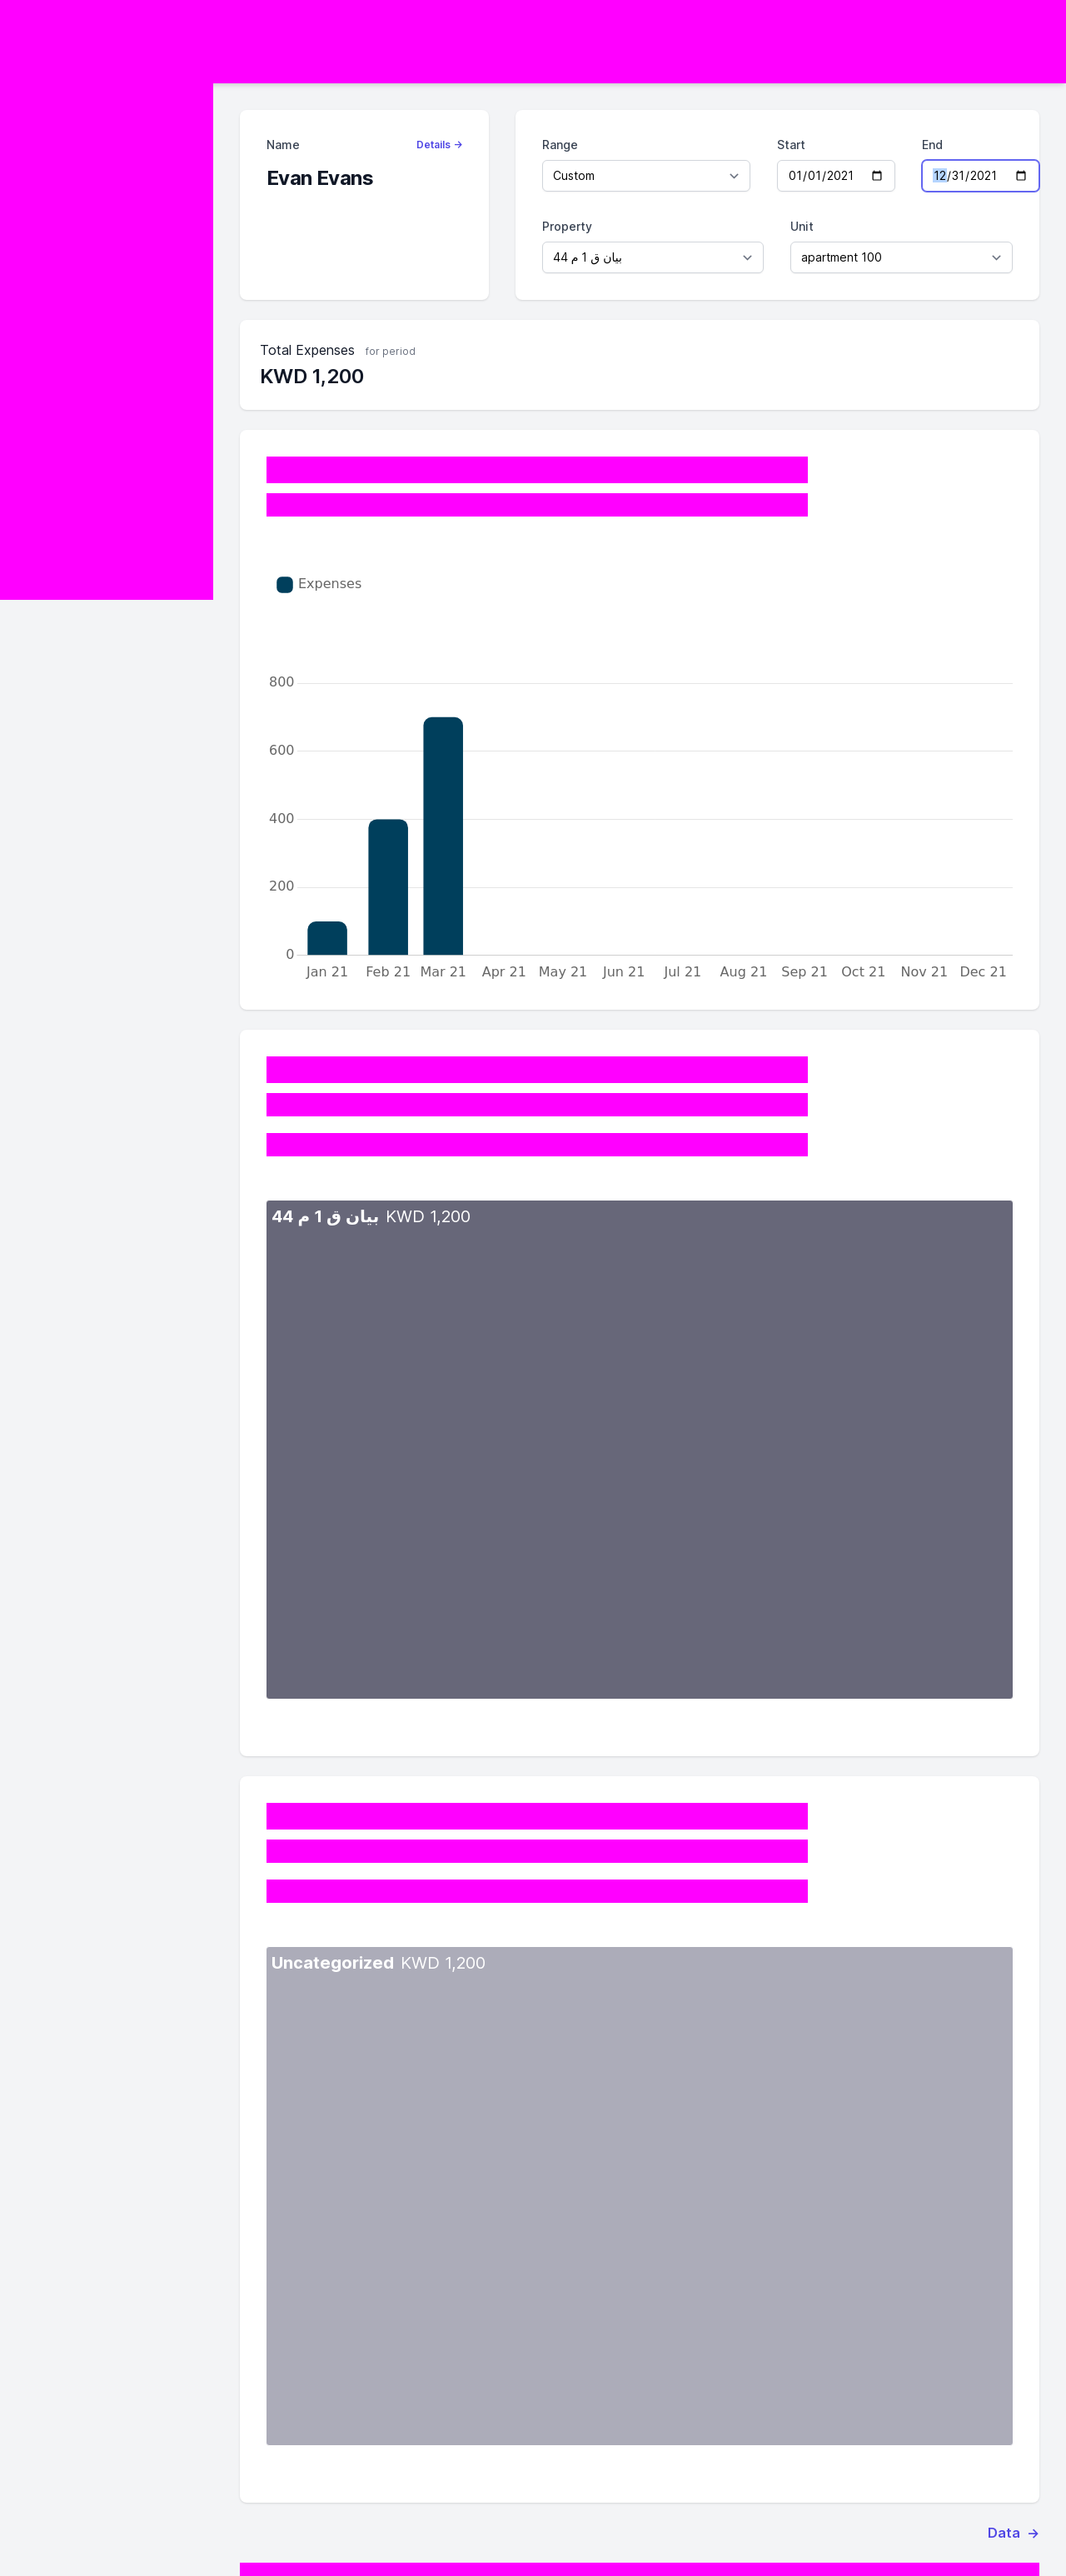 Name
Details →
Evan Evans
Range
Start
End
Custom
01/01/2021
12/31/2021
Property
Unit
بيان ق 1 م 44
apartment 100
Total Expenses for period
KWD 1,200
Expenses
800
600
400
200
0
Jan 21 Feb 21 Mar 21 Apr 21 May 21 Jun 21 Jul 21 Aug 21 Sep 21 Oct 21 Nov 21 Dec 21
بيان ق 1 م 44 KWD 1,200
Uncategorized KWD 1,200
Data →